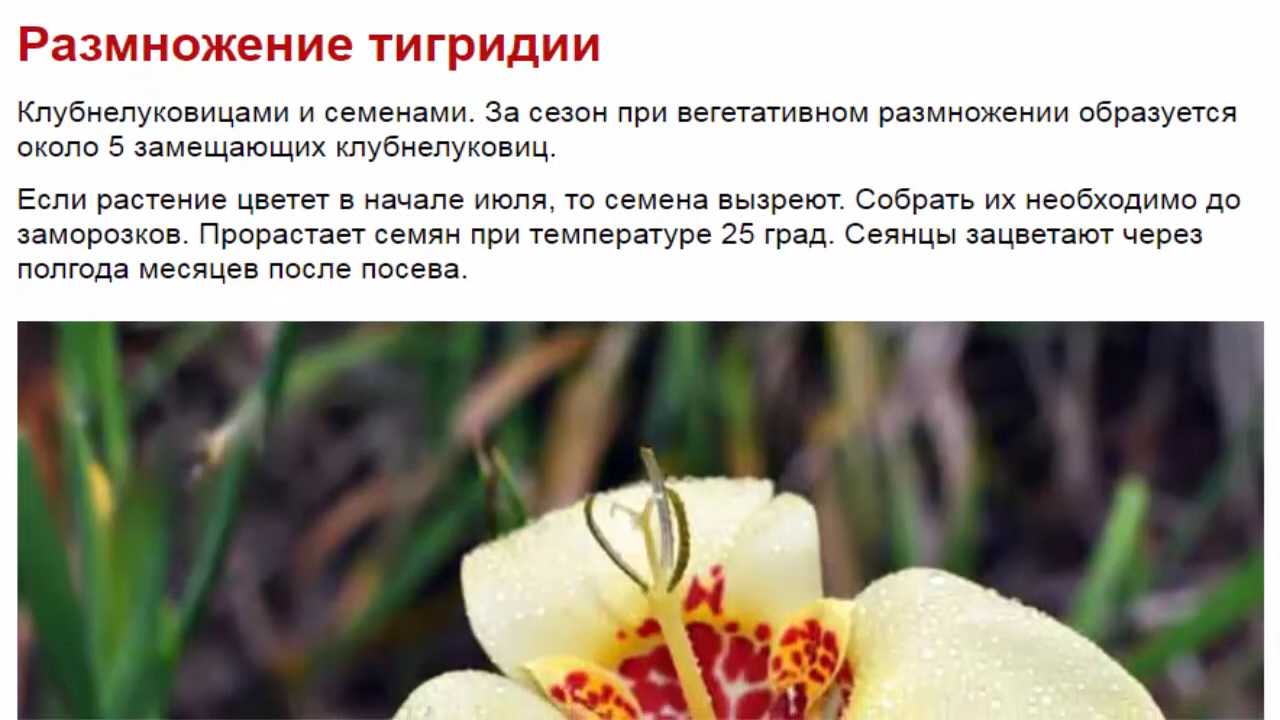 Размножение тигридии
Клубнелуковицами и семенами. За сезон при вегетативном размножении образуется
около 5 замещающих клубнелуковиц.
Если растение цветет в начале июля, то семена вызреют. Собрать их необходимо до
заморозков. Прорастает семян при температуре 25 град. Сеянцы зацветают через
полгода месяцев после посева.